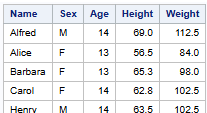 Name Sex Age Height Weight
Alfred M 14 69.0 112.5
Alice F 13 56.5 84.0
Barbara F 13 65.3 98.0
Carol F 14 62.8 102.5
Henry M 14 63.5 102.5